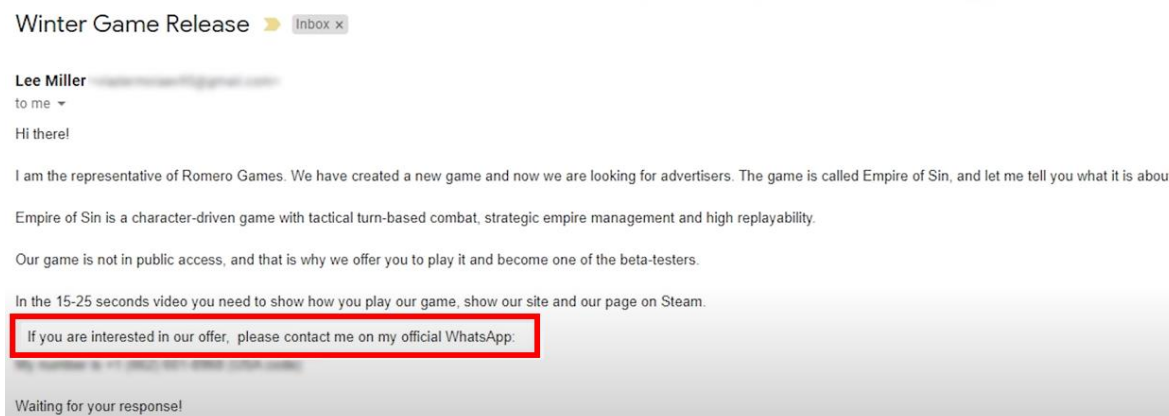 Winter Game Release Inbox ×
Lee Miller
to me
Hi there!
I am the representative of Romero Games. We have created a new game and now we are looking for advertisers. The game is called Empire of Sin, and let me tell you what it is abou
Empire of Sin is a character-driven game with tactical turn-based combat, strategic empire management and high replayability.
Our game is not in public access, and that is why we offer you to play it and become one of the beta-testers.
In the 15-25 seconds video you need to show how you play our game, show our site and our page on Steam.
If you are interested in our offer,  please contact me on my official WhatsApp:
Waiting for your response!